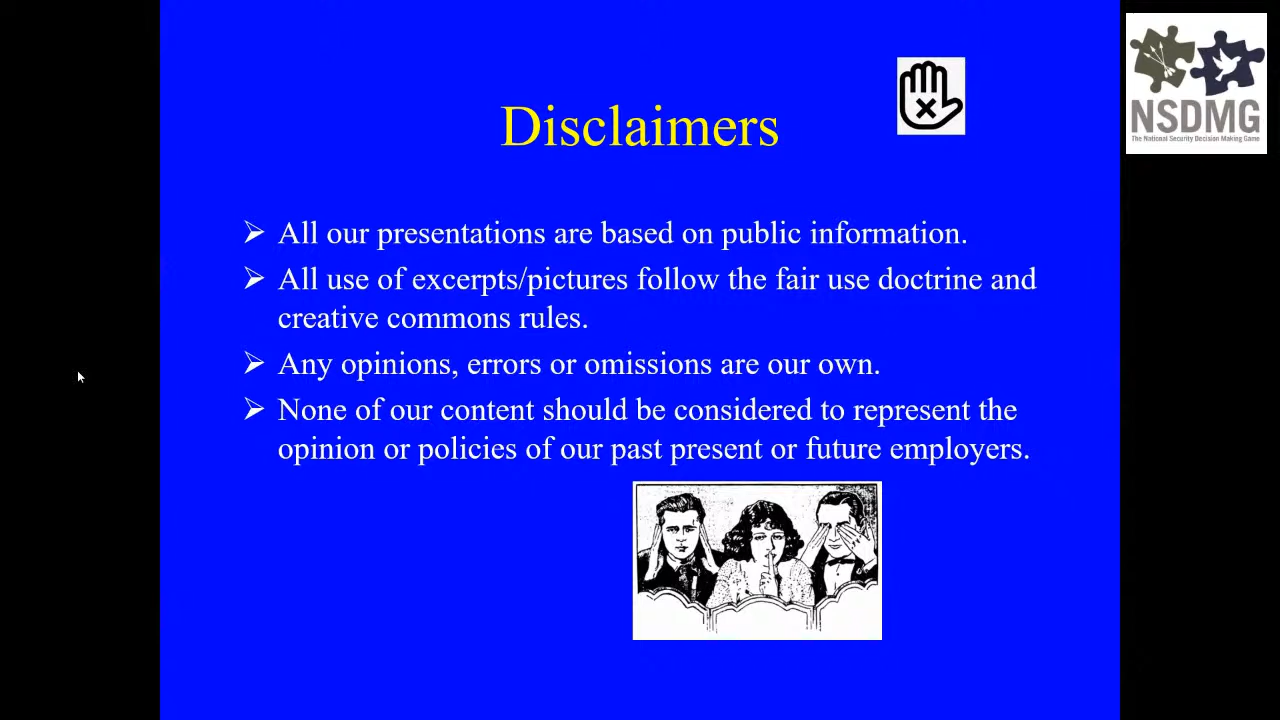 Disclaimers
NSDMG
The National Security Decision Making Game
All our presentations are based on public information.
All use of excerpts/pictures follow the fair use doctrine and
creative commons rules.
Any opinions, errors or omissions are our own.
None of our content should be considered to represent the
opinion or policies of our past present or future employers.